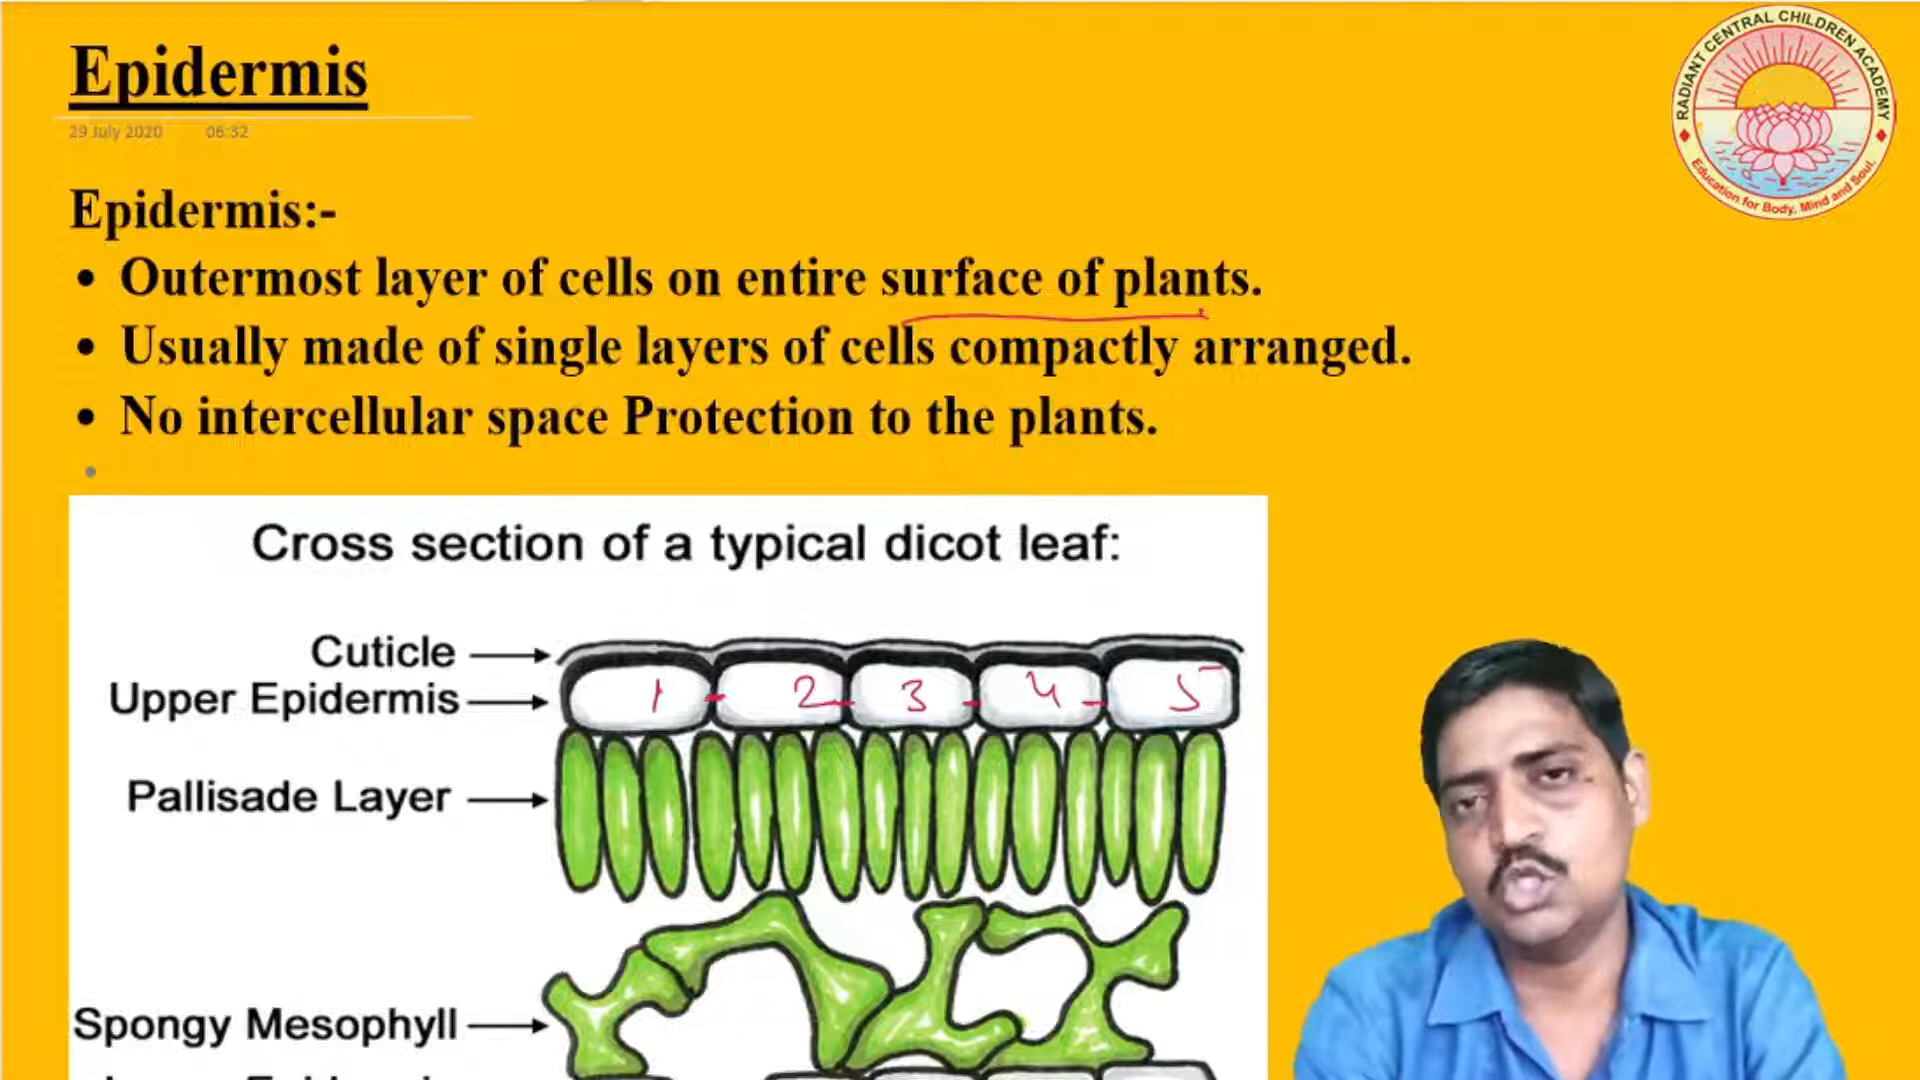 Epidermis
29 July 2020 06:32
RADIANT CENTRAL CHILDREN ACADEMY
Education for Body, Mind and Soul.
Epidermis:-
• Outermost layer of cells on entire surface of plants.
• Usually made of single layers of cells compactly arranged.
• No intercellular space Protection to the plants.
Cross section of a typical dicot leaf:
Cuticle
Upper Epidermis
1 2 3 4 5
Pallisade Layer
Spongy Mesophyll